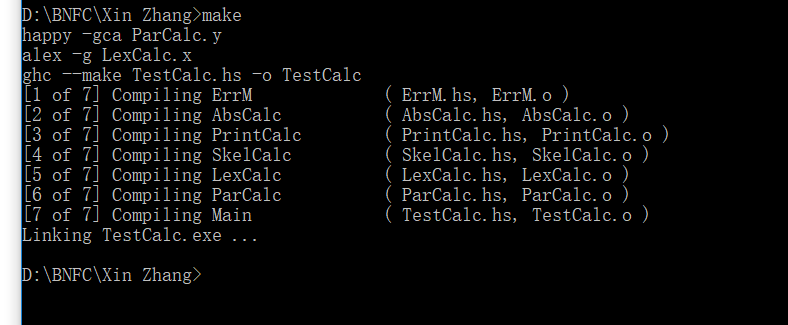 D:\BNFC\Xin Zhang>make
happy -gca ParCalc.y
alex -g LexCalc.x
ghc --make TestCalc.hs -o TestCalc
[1 of 7] Compiling ErrM             ( ErrM.hs, ErrM.o )
[2 of 7] Compiling AbsCalc          ( AbsCalc.hs, AbsCalc.o )
[3 of 7] Compiling PrintCalc        ( PrintCalc.hs, PrintCalc.o )
[4 of 7] Compiling SkelCalc         ( SkelCalc.hs, SkelCalc.o )
[5 of 7] Compiling LexCalc          ( LexCalc.hs, LexCalc.o )
[6 of 7] Compiling ParCalc          ( ParCalc.hs, ParCalc.o )
[7 of 7] Compiling Main             ( TestCalc.hs, TestCalc.o )
Linking TestCalc.exe ...
D:\BNFC\Xin Zhang>